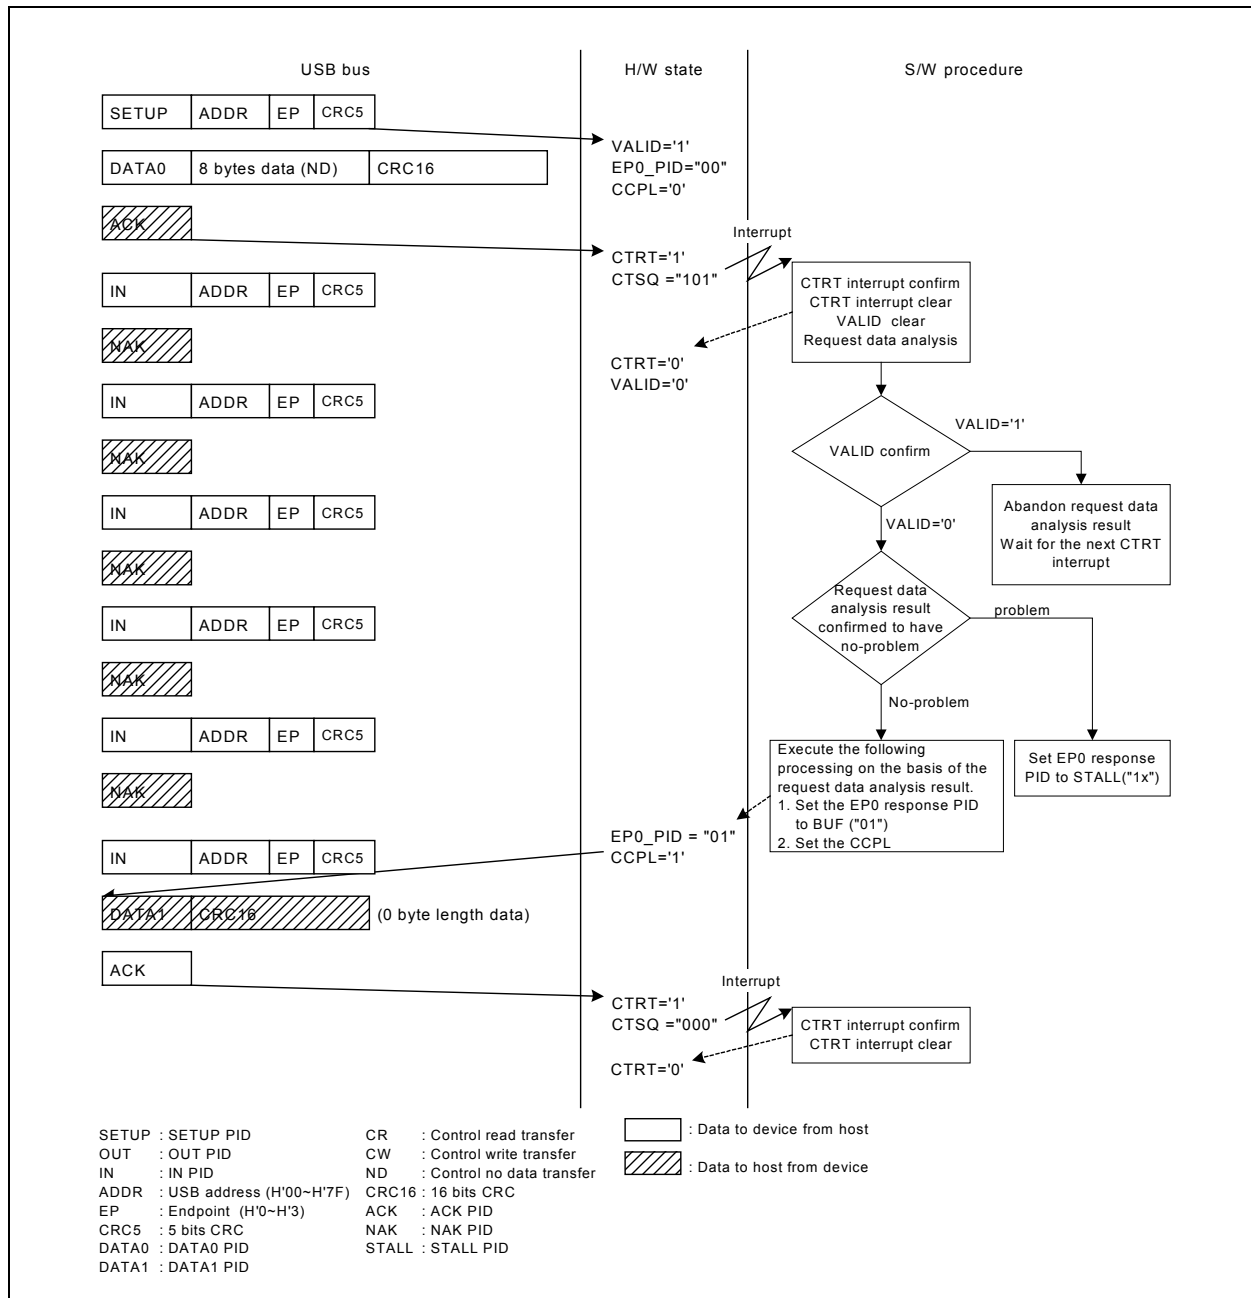 USB bus
H/W state
S/W procedure
SETUP ADDR EP CRC5
VALID='1'
EP0_PID="00"
CCPL='0'
DATA0 8 bytes data (ND) CRC16
ACK
Interrupt
CTRT='1'
CTSQ ="101"
CTRT interrupt confirm
CTRT interrupt clear
VALID clear
Request data analysis
IN ADDR EP CRC5
NAK
CTRT='0'
VALID='0'
IN ADDR EP CRC5
NAK
VALID confirm
VALID='1'
Abandon request data
analysis result
Wait for the next CTRT
interrupt
VALID='0'
IN ADDR EP CRC5
NAK
Request data
analysis result
confirmed to have
no-problem
problem
IN ADDR EP CRC5
NAK
No-problem
IN ADDR EP CRC5
NAK
Execute the following
processing on the basis of the
request data analysis result.
1. Set the EP0 response PID
to BUF ("01")
2. Set the CCPL
Set EP0 response
PID to STALL("1x")
EP0_PID = "01"
CCPL='1'
IN ADDR EP CRC5
DATA1 CRC16 (0 byte length data)
ACK
Interrupt
CTRT='1'
CTSQ ="000"
CTRT interrupt confirm
CTRT interrupt clear
CTRT='0'
SETUP : SETUP PID
OUT : OUT PID
IN : IN PID
ADDR : USB address (H'00~H'7F)
EP : Endpoint (H'0~H'3)
CRC5 : 5 bits CRC
DATA0 : DATA0 PID
DATA1 : DATA1 PID
CR : Control read transfer
CW : Control write transfer
ND : Control no data transfer
CRC16 : 16 bits CRC
ACK : ACK PID
NAK : NAK PID
STALL : STALL PID
: Data to device from host
: Data to host from device